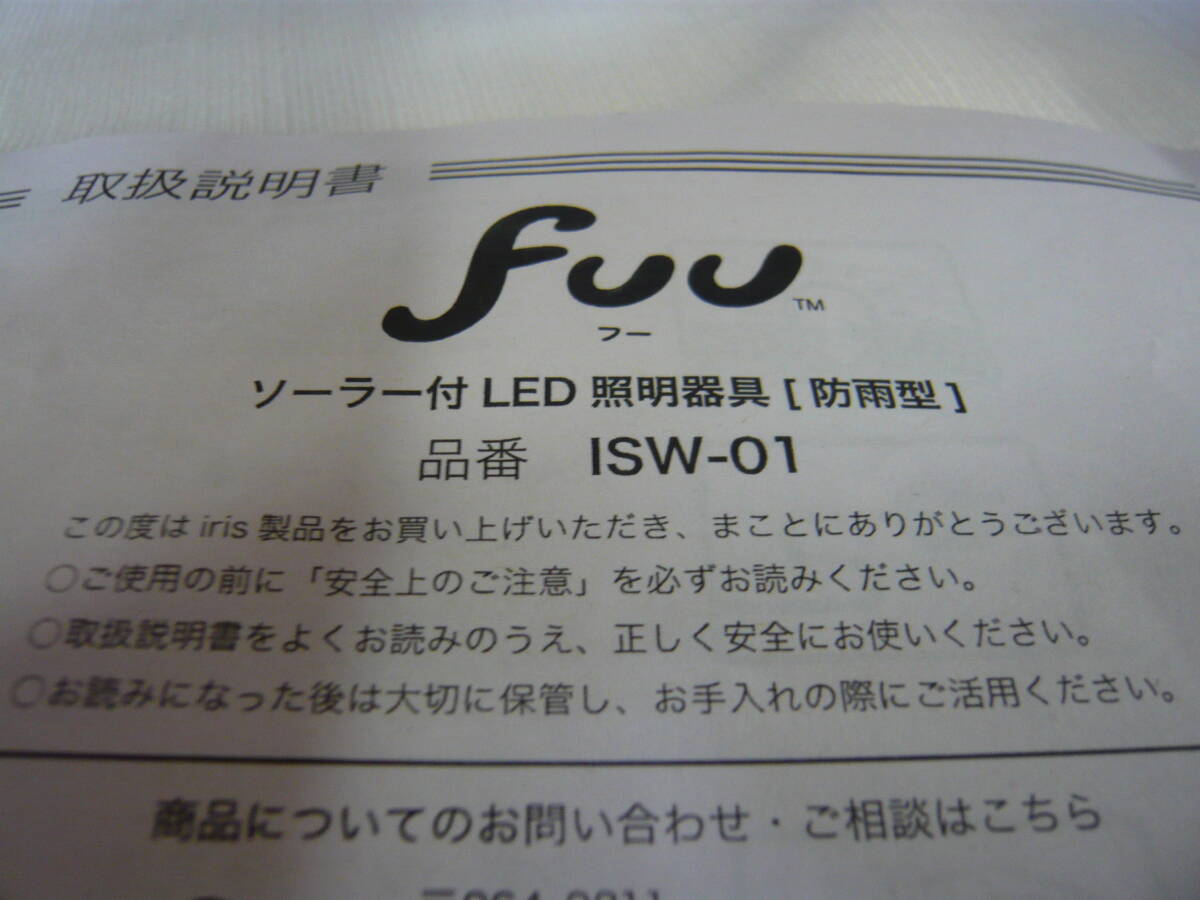 取扱説明書
fuu™
フー
ソーラー付 LED 照明器具 [ 防雨型 ]
品番 ISW-01
この度は iris 製品をお買い上げいただき、まことにありがとうございます。
○ご使用の前に「安全上のご注意」を必ずお読みください。
○取扱説明書をよくお読みのうえ、正しく安全にお使いください。
○お読みになった後は大切に保管し、お手入れの際にご活用ください。
商品についてのお問い合わせ・ご相談はこちら